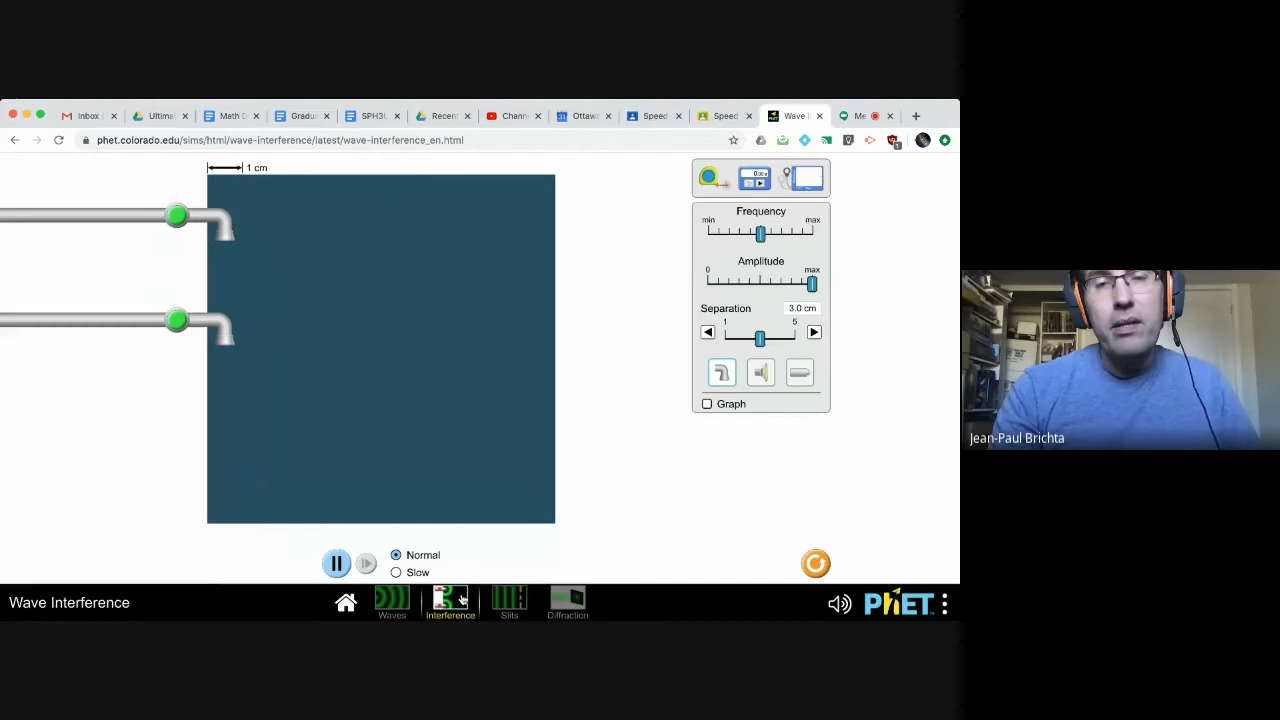 Inbox
Ultima
Math D
Gradua
SPH3U
Recen
Chann
Ottawa
Speed
Speed
Wave I
Me
phet.colorado.edu/sims/html/wave-interference/latest/wave-interference_en.html
1 cm
Frequency
min max
Amplitude
0 max
Separation 3.0 cm
1 5
Graph
Jean-Paul Brichta
Normal
Slow
Wave Interference
Waves
Interference
Slits
Diffraction
PhET